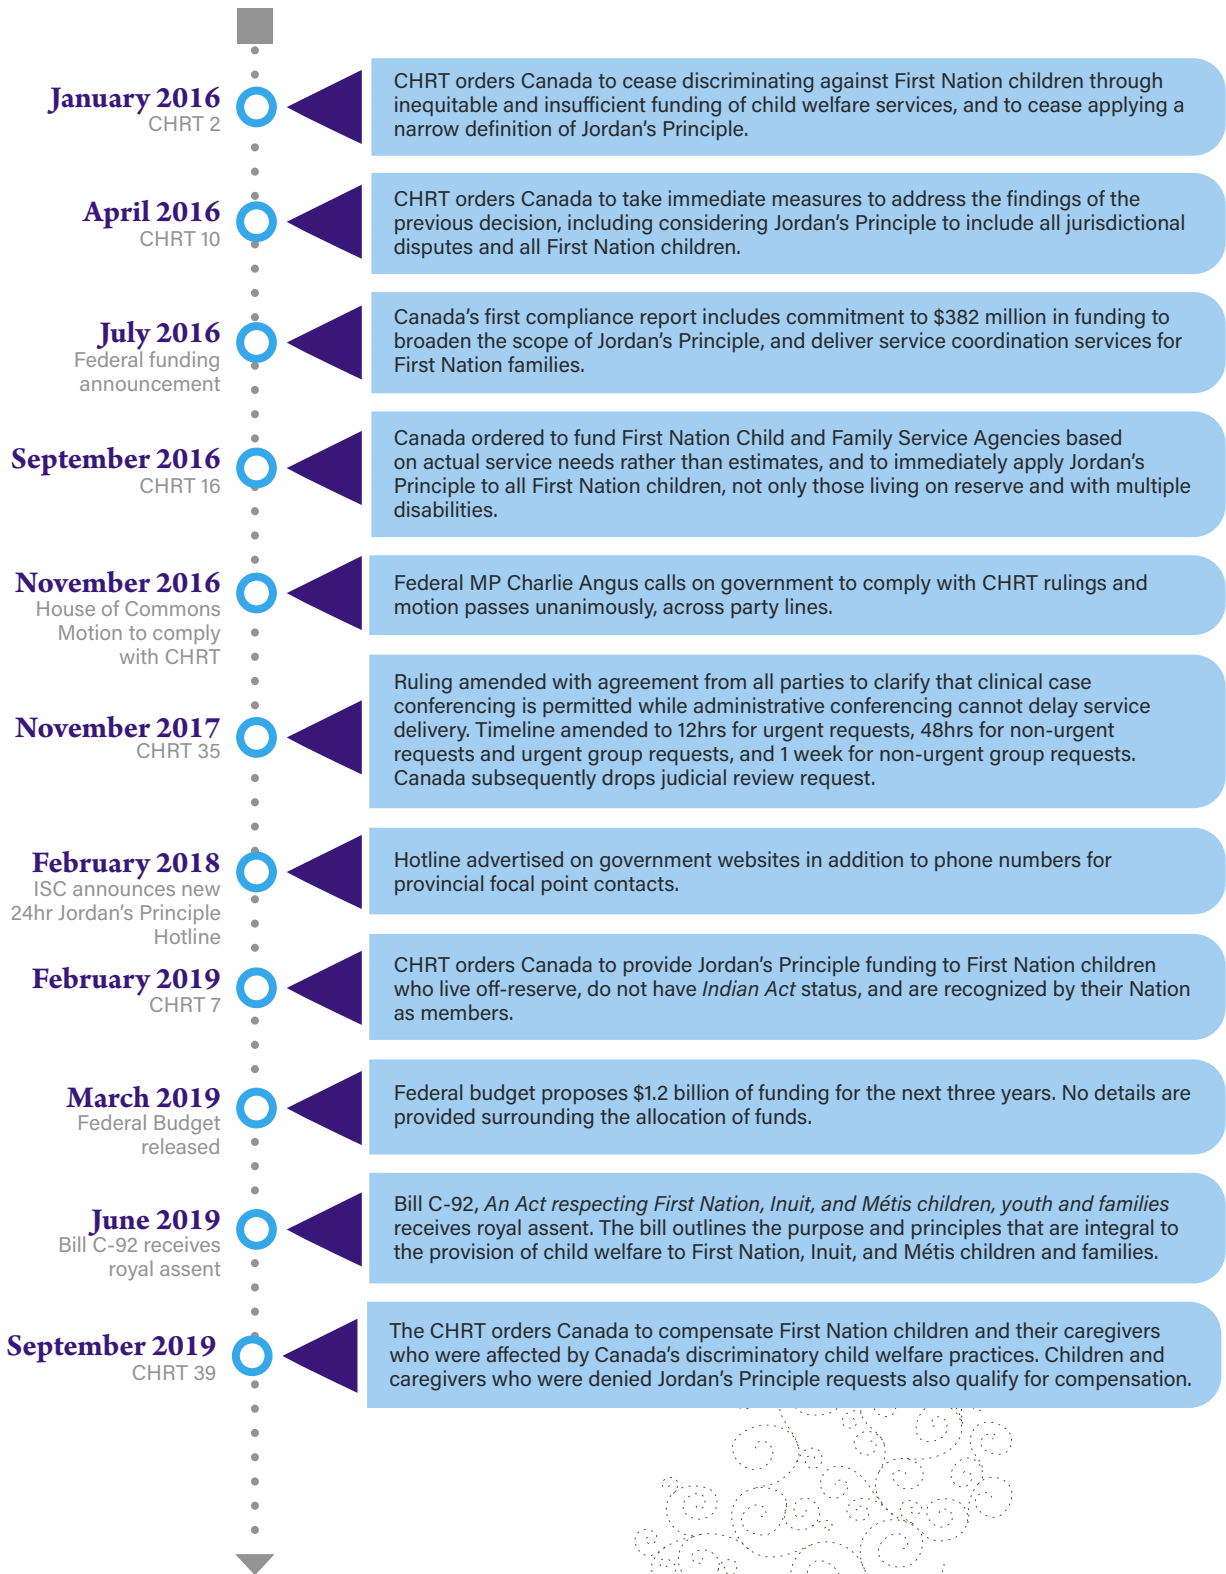 January 2016
CHRT 2
CHRT orders Canada to cease discriminating against First Nation children through
inequitable and insufficient funding of child welfare services, and to cease applying a
narrow definition of Jordan's Principle.
April 2016
CHRT 10
CHRT orders Canada to take immediate measures to address the findings of the
previous decision, including considering Jordan's Principle to include all jurisdictional
disputes and all First Nation children.
July 2016
Federal funding
announcement
Canada's first compliance report includes commitment to $382 million in funding to
broaden the scope of Jordan's Principle, and deliver service coordination services for
First Nation families.
September 2016
CHRT 16
Canada ordered to fund First Nation Child and Family Service Agencies based
on actual service needs rather than estimates, and to immediately apply Jordan's
Principle to all First Nation children, not only those living on reserve and with multiple
disabilities.
November 2016
House of Commons
Motion to comply
with CHRT
Federal MP Charlie Angus calls on government to comply with CHRT rulings and
motion passes unanimously, across party lines.
November 2017
CHRT 35
Ruling amended with agreement from all parties to clarify that clinical case
conferencing is permitted while administrative conferencing cannot delay service
delivery. Timeline amended to 12hrs for urgent requests, 48hrs for non-urgent
requests and urgent group requests, and 1 week for non-urgent group requests.
Canada subsequently drops judicial review request.
February 2018
ISC announces new
24hr Jordan's Principle
Hotline
Hotline advertised on government websites in addition to phone numbers for
provincial focal point contacts.
February 2019
CHRT 7
CHRT orders Canada to provide Jordan's Principle funding to First Nation children
who live off-reserve, do not have Indian Act status, and are recognized by their Nation
as members.
March 2019
Federal Budget
released
Federal budget proposes $1.2 billion of funding for the next three years. No details are
provided surrounding the allocation of funds.
June 2019
Bill C-92 receives
royal assent
Bill C-92, An Act respecting First Nation, Inuit, and Métis children, youth and families
receives royal assent. The bill outlines the purpose and principles that are integral to
the provision of child welfare to First Nation, Inuit, and Métis children and families.
September 2019
CHRT 39
The CHRT orders Canada to compensate First Nation children and their caregivers
who were affected by Canada's discriminatory child welfare practices. Children and
caregivers who were denied Jordan's Principle requests also qualify for compensation.